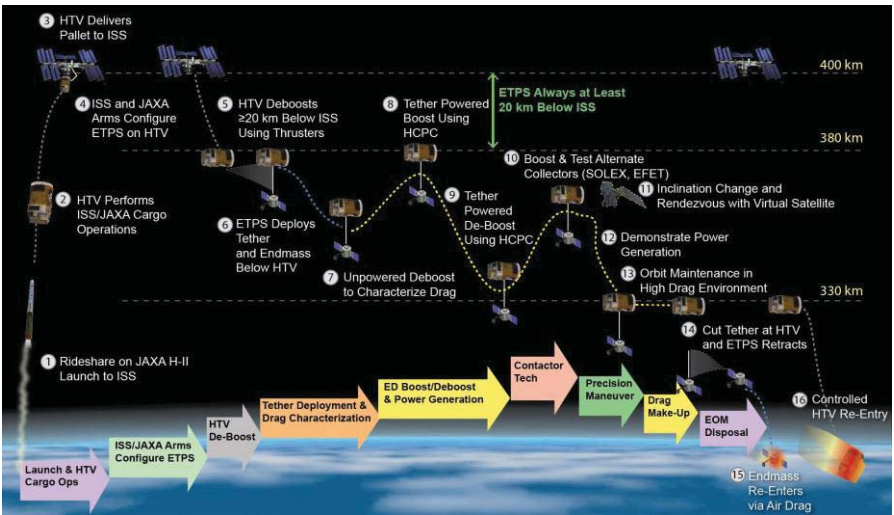 3 HTV Delivers
Pallet to ISS
400 km
4 ISS and JAXA
Arms Configure
ETPS on HTV
5 HTV Deboosts
≥20 km Below ISS
Using Thrusters
8 Tether Powered
Boost Using
HCPC
ETPS Always at Least
20 km Below ISS
380 km
2 HTV Performs
ISS/JAXA Cargo
Operations
6 ETPS Deploys
Tether
and Endmass
Below HTV
7 Unpowered Deboost
to Characterize Drag
9 Tether
Powered
De-Boost
Using HCPC
10 Boost & Test Alternate
Collectors (SOLEX, EFET)
11 Inclination Change and
Rendezvous with Virtual Satellite
12 Demonstrate Power
Generation
13 Orbit Maintenance in
High Drag Environment
330 km
1 Rideshare on JAXA H-II
Launch to ISS
14 Cut Tether at HTV
and ETPS Retracts
16 Controlled
HTV Re-Entry
15 Endmass
Re-Enters
via Air Drag
Launch & HTV
Cargo Ops
ISS/JAXA Arms
Configure ETPS
HTV
De-Boost
Tether Deployment &
Drag Characterization
ED Boost/Deboost
& Power Generation
Contactor
Tech
Precision
Maneuver
Drag
Make-Up
EOM
Disposal